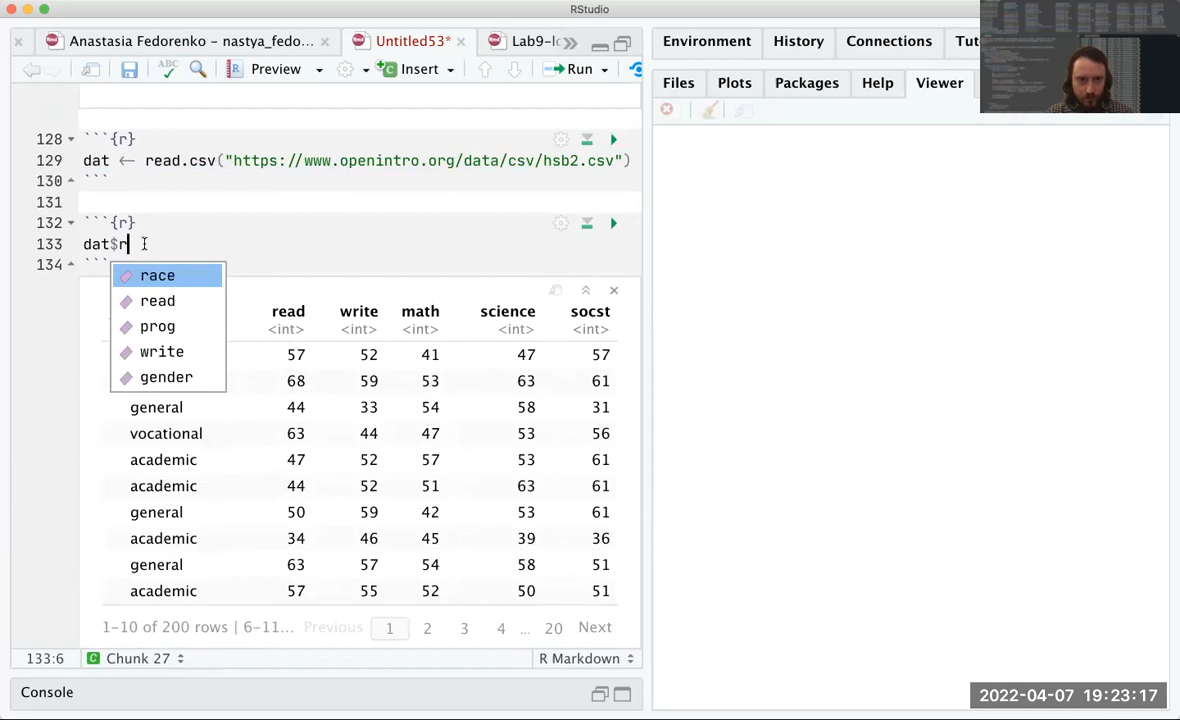 RStudio
Anastasia Fedorenko – nastya_fedo...
Untitled53*
Lab9-lo
Environment
History
Connections
Tut
ABC
Preview
Insert
Run
Files
Plots
Packages
Help
Viewer
128
```{r}
129
dat <- read.csv("https://www.openintro.org/data/csv/hsb2.csv")
130
```
131
132
```{r}
133
dat$r
134
```
race
read
prog
write
gender
read
write
math
science
socst
<int>
<int>
<int>
<int>
<int>
57 52 41 47 57
68 59 53 63 61
general 44 33 54 58 31
vocational 63 44 47 53 56
academic 47 52 57 53 61
academic 44 52 51 63 61
general 50 59 42 53 61
academic 34 46 45 39 36
general 63 57 54 58 51
academic 57 55 52 50 51
1-10 of 200 rows | 6-11... Previous 1 2 3 4 ... 20 Next
133:6
Chunk 27
R Markdown
Console
2022-04-07 19:23:17